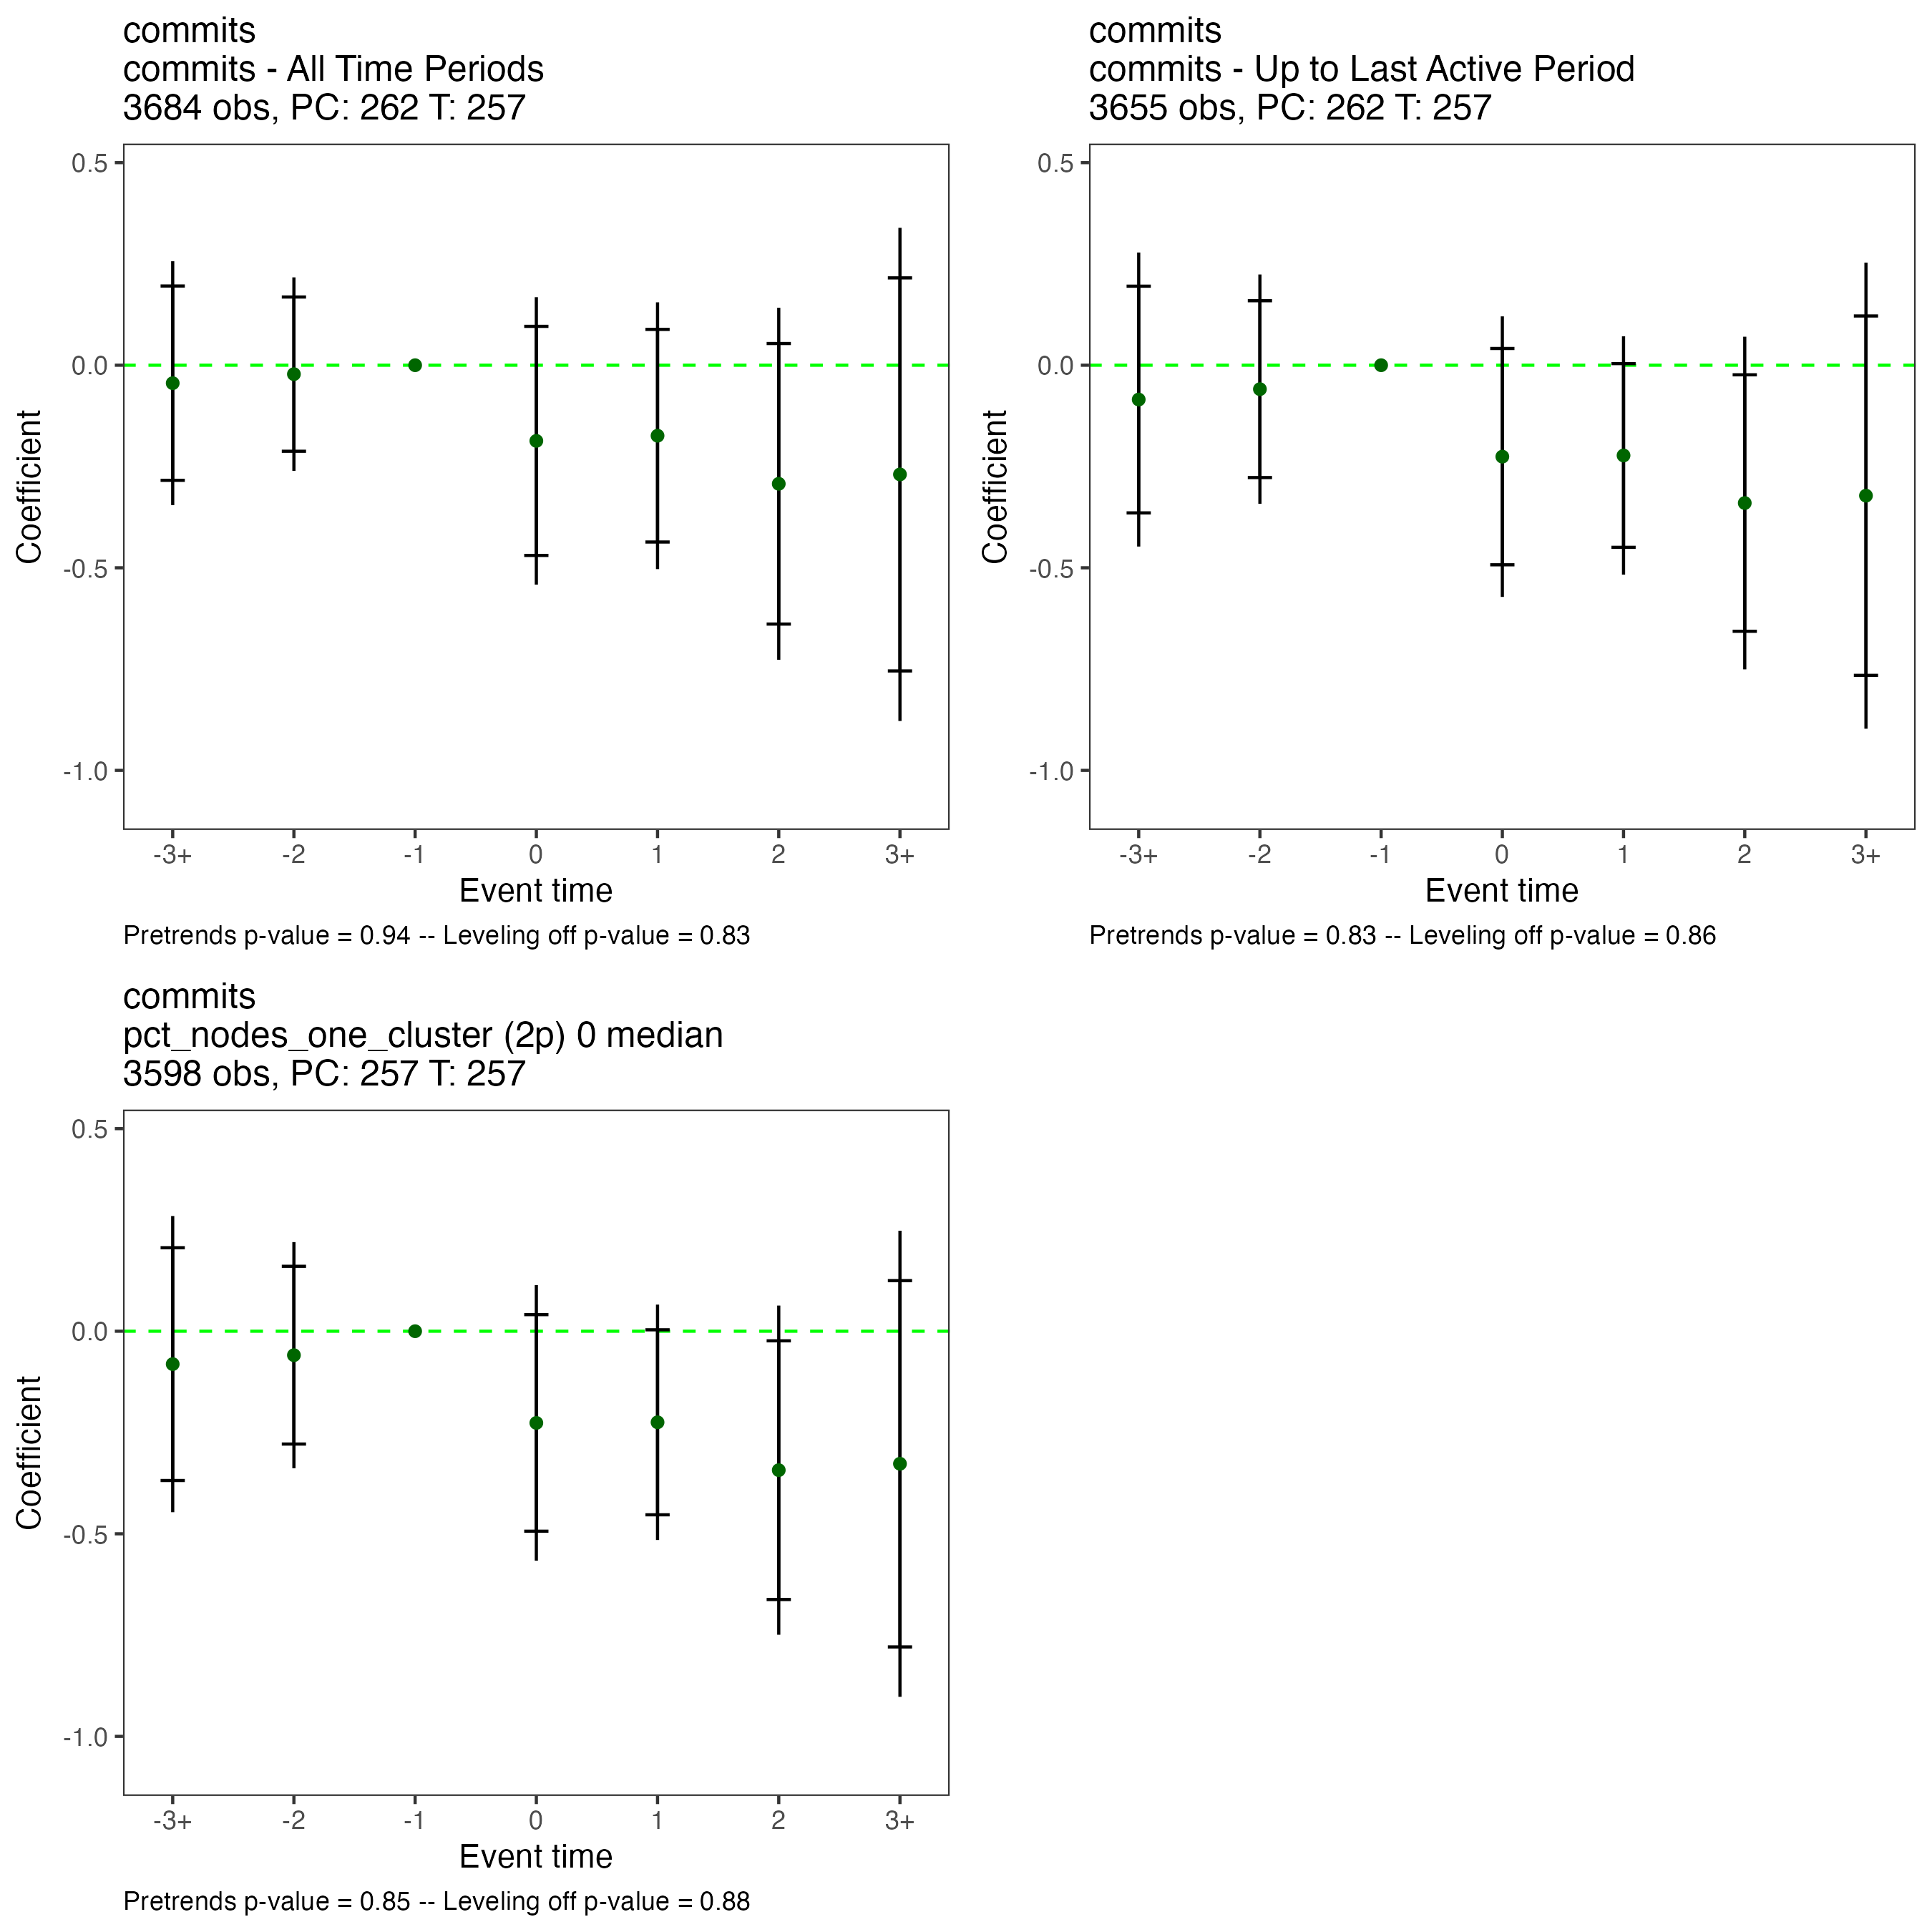 commits
commits - All Time Periods
3684 obs, PC: 262 T: 257
0.5
0.0
-0.5
-1.0
Coefficient
-3+
-2
-1
0
1
2
3+
Event time
Pretrends p-value = 0.94 -- Leveling off p-value = 0.83
commits
commits - Up to Last Active Period
3655 obs, PC: 262 T: 257
0.5
0.0
-0.5
-1.0
Coefficient
-3+
-2
-1
0
1
2
3+
Event time
Pretrends p-value = 0.83 -- Leveling off p-value = 0.86
commits
pct_nodes_one_cluster (2p) 0 median
3598 obs, PC: 257 T: 257
0.5
0.0
-0.5
-1.0
Coefficient
-3+
-2
-1
0
1
2
3+
Event time
Pretrends p-value = 0.85 -- Leveling off p-value = 0.88